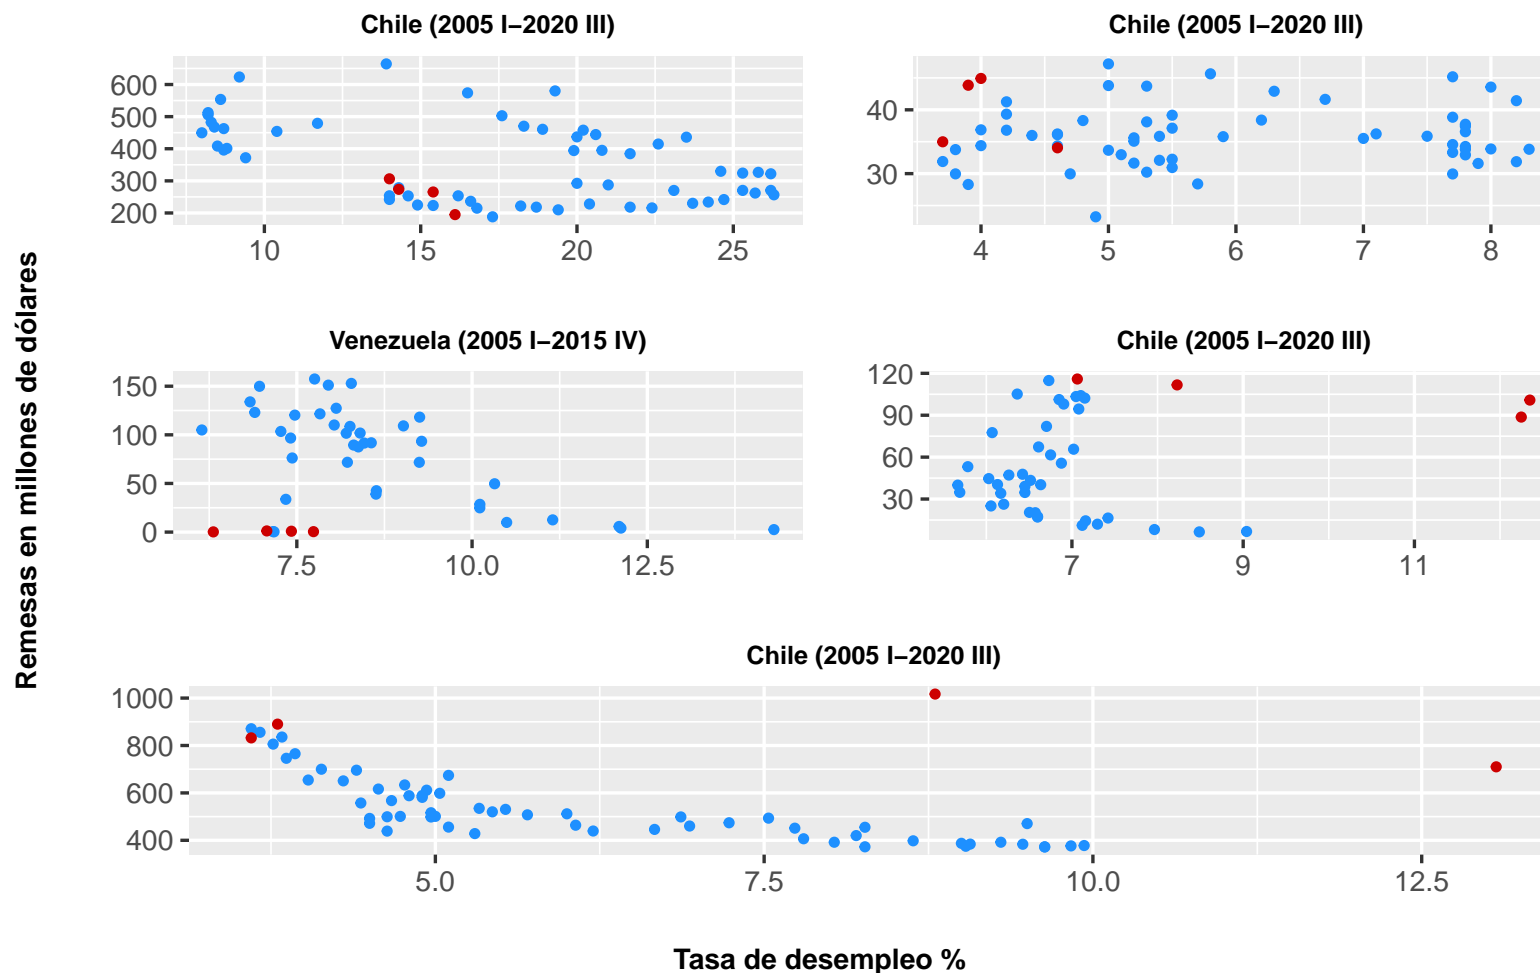 Chile (2005 I–2020 III)
600
500
400
300
200
10 15 20 25
Chile (2005 I–2020 III)
40
30
4 5 6 7 8
Remesas en millones de dólares
Venezuela (2005 I–2015 IV)
150
100
50
0
7.5 10.0 12.5
Chile (2005 I–2020 III)
120
90
60
30
7 9 11
Chile (2005 I–2020 III)
1000
800
600
400
5.0 7.5 10.0 12.5
Tasa de desempleo %